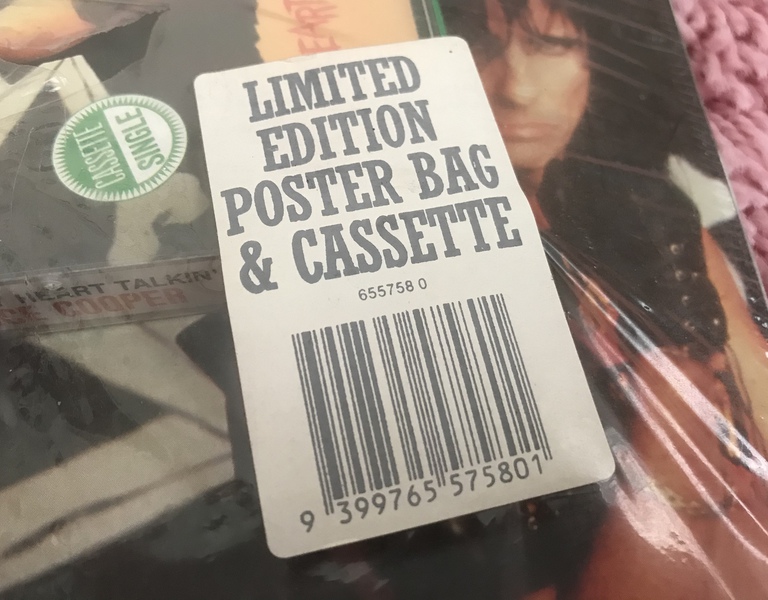 LIMITED
EDITION
POSTER BAG
& CASSETTE
655758 0
9 399765 575801
CASSETTE
SINGLE
HEART TALKIN'
COOPER